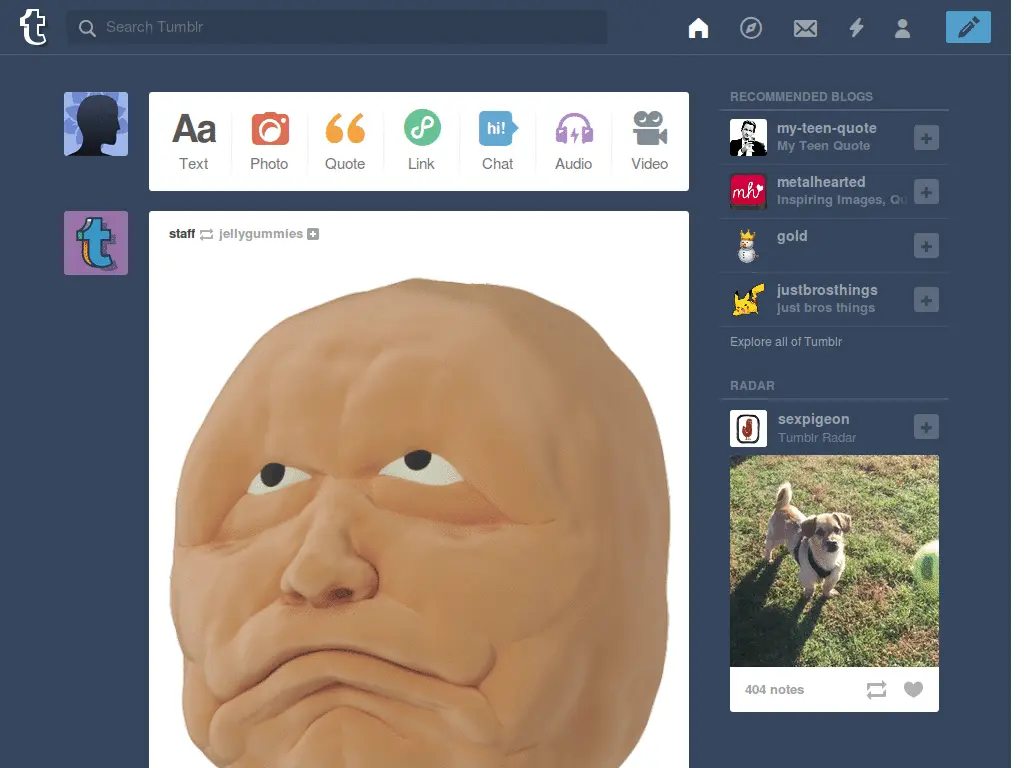 t
Search Tumblr
Aa
hi!
Text
Photo
Quote
Link
Chat
Audio
Video
t
staff jellygummies
RECOMMENDED BLOGS
my-teen-quote
My Teen Quote
mh
metalhearted
Inspiring Images, Qu
gold
justbrosthings
just bros things
Explore all of Tumblr
RADAR
sexpigeon
Tumblr Radar
404 notes